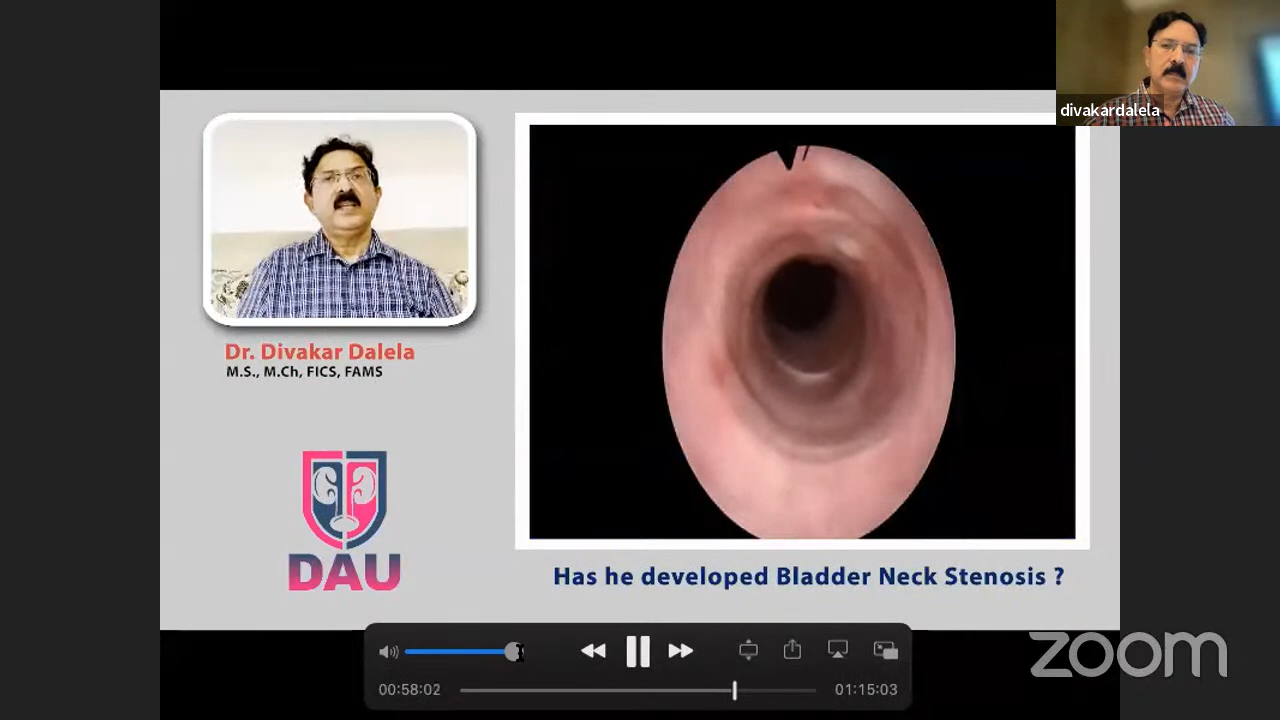 divakardalela
Dr. Divakar Dalela
M.S., M.Ch, FICS, FAMS
DAU
Has he developed Bladder Neck Stenosis ?
00:58:02
01:15:03
zoom